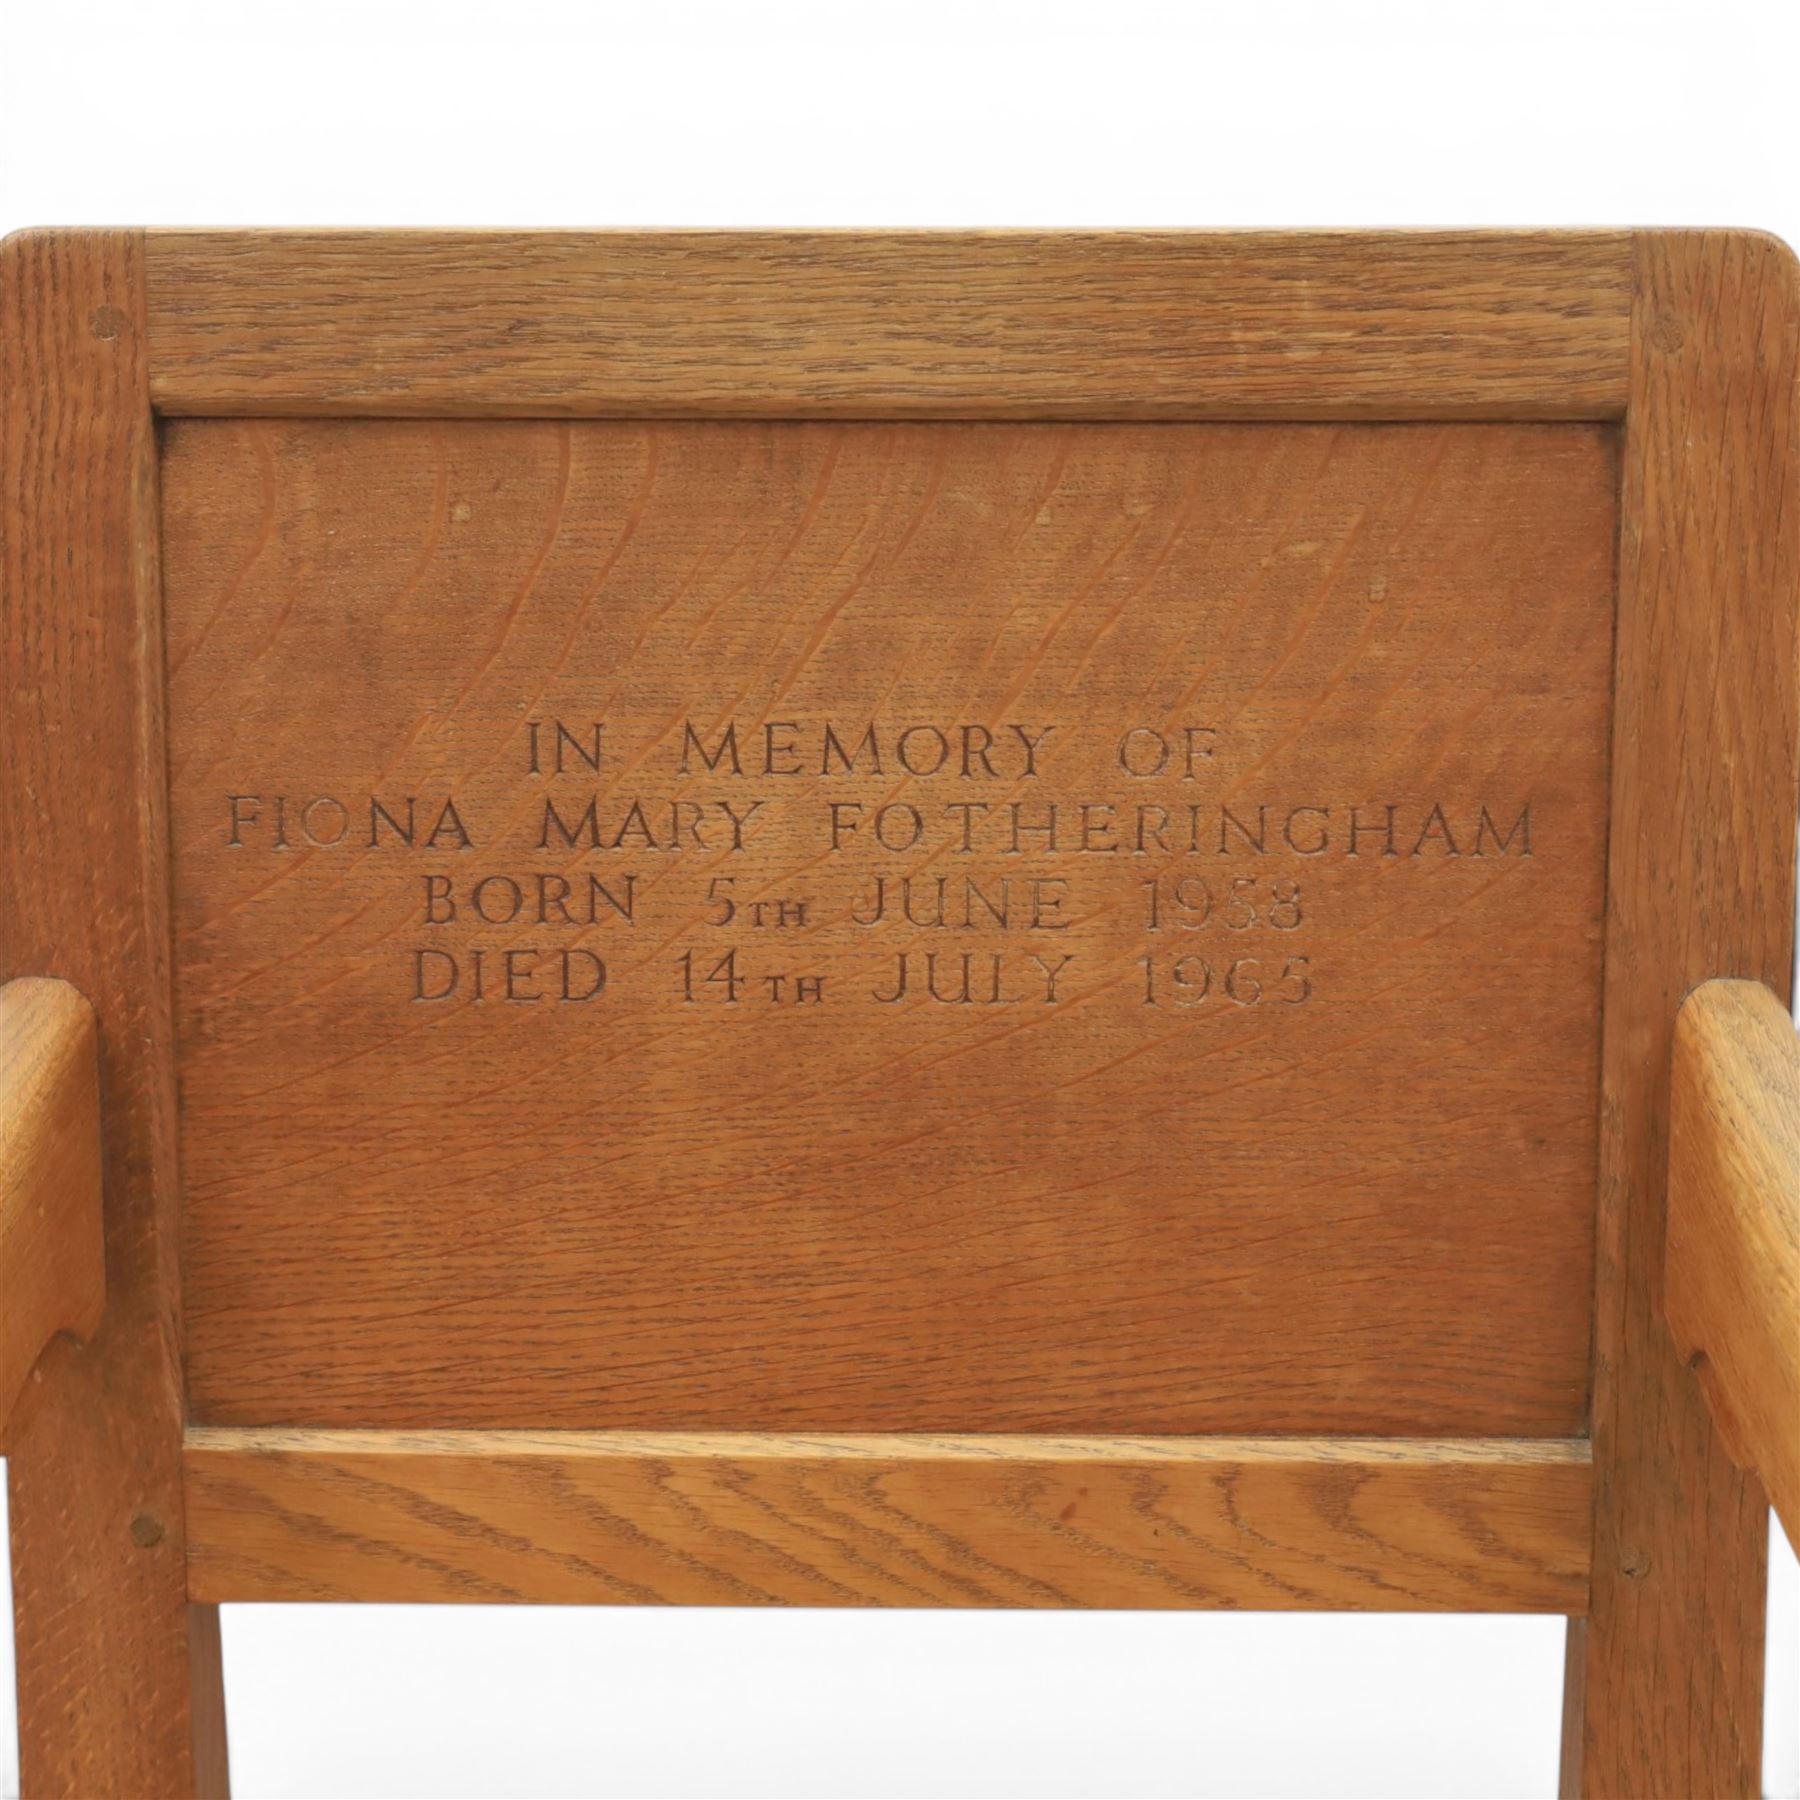 IN MEMORY OF
FIONA MARY FOTHERINGHAM
BORN 5TH JUNE 1958
DIED 14TH JULY 1965